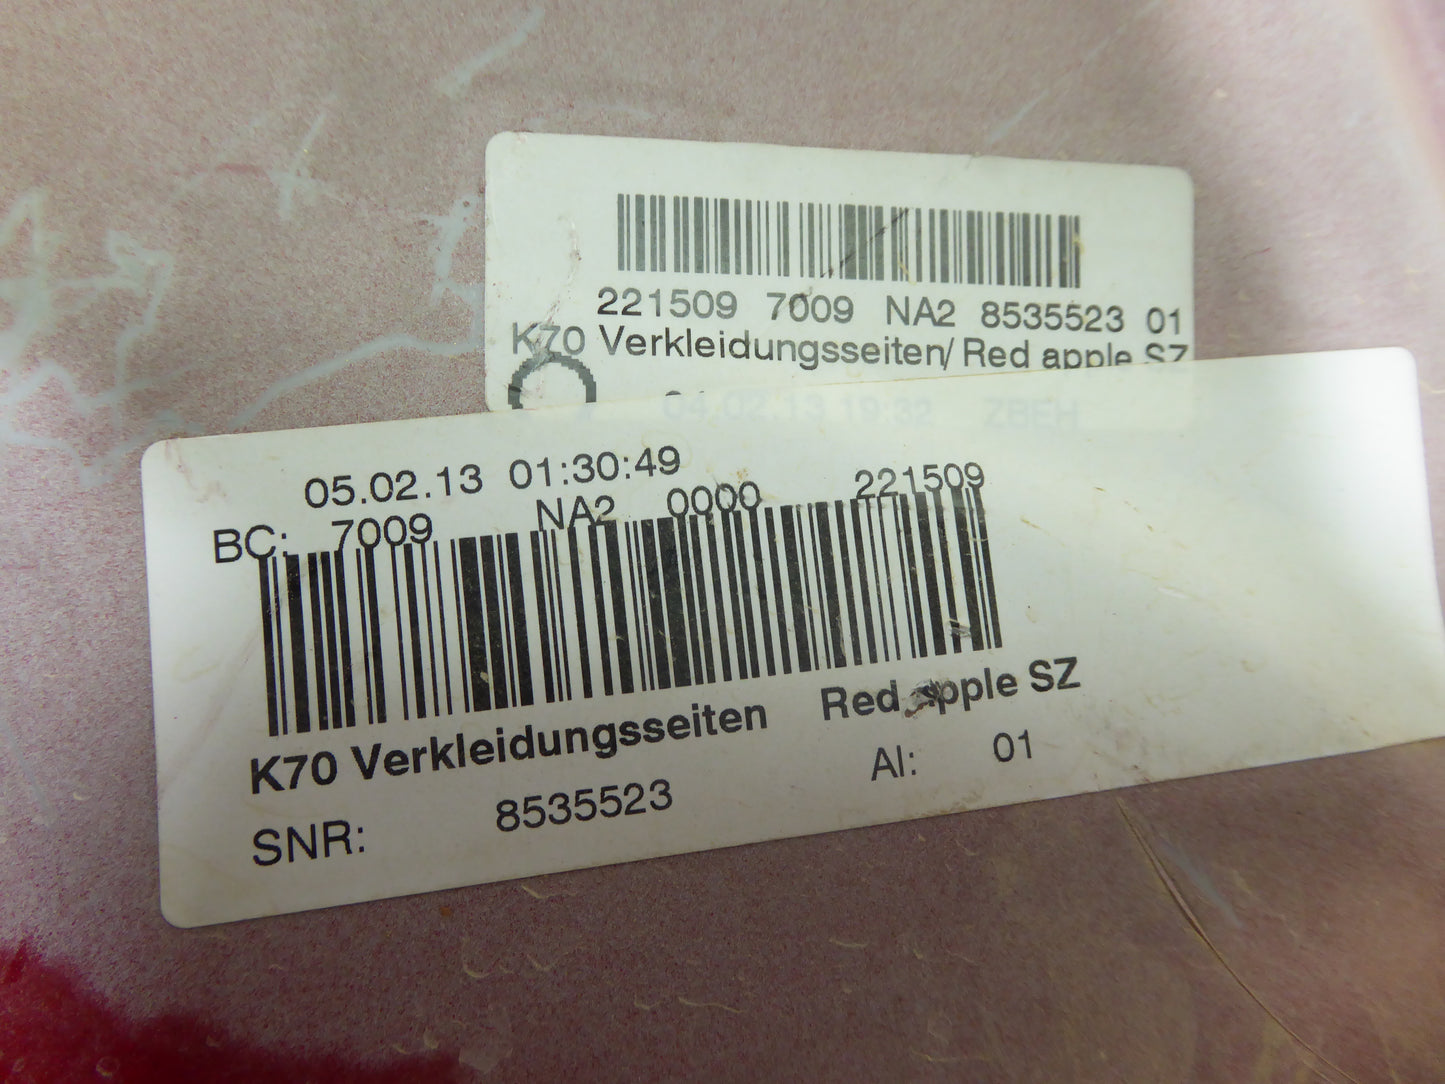 221509 7009 NA2 8535523 01
K70 Verkleidungsseiten/ Red apple SZ
04.02.13 19:32 ZBEH
05.02.13 01:30:49
BC: 7009 NA2 0000 221509
K70 Verkleidungsseiten Red apple SZ
AI: 01
SNR: 8535523